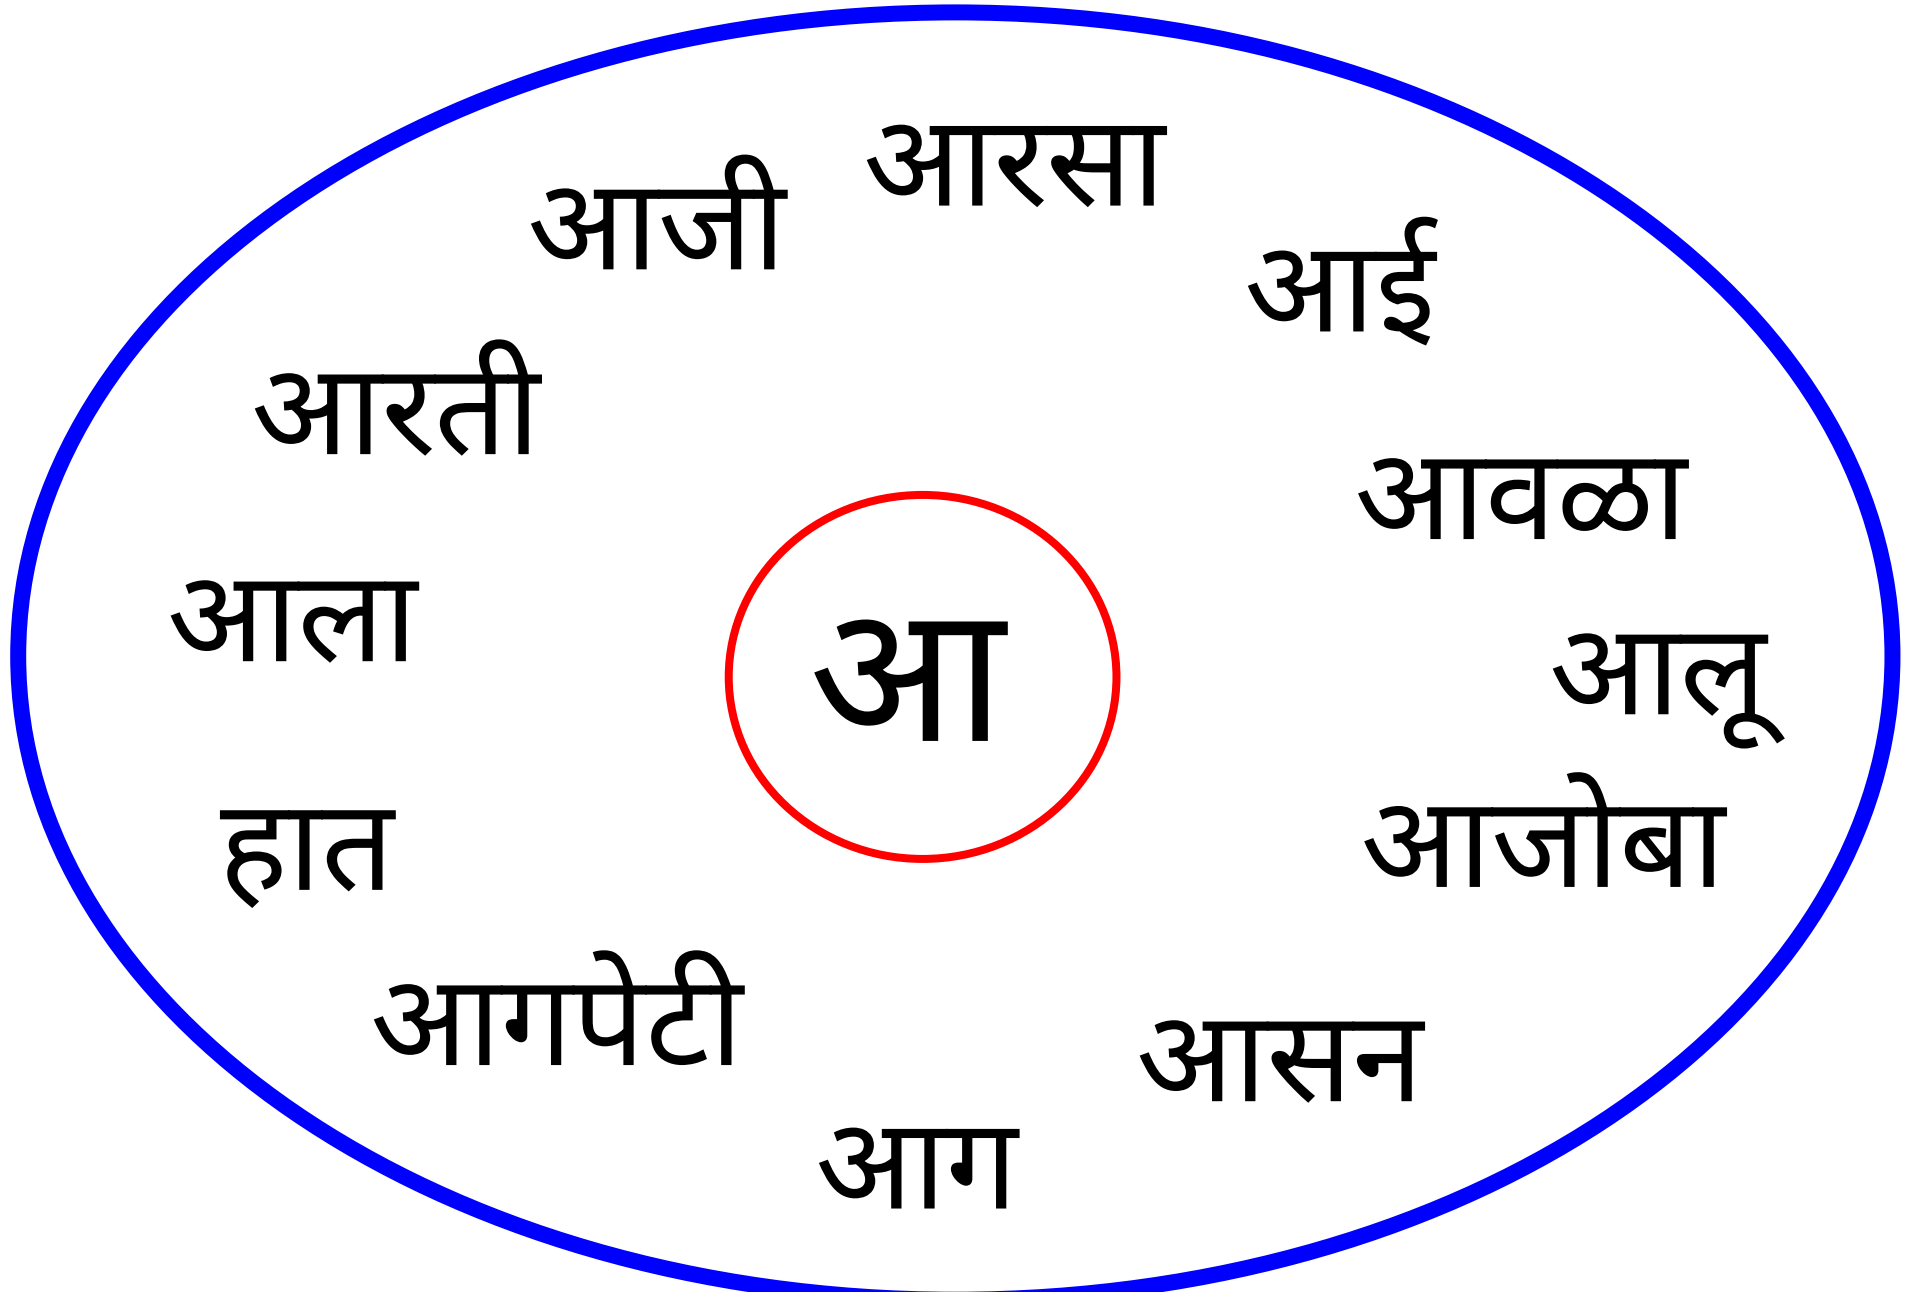 आरसा
आजी
आई
आरती
आवळा
आला
आ
आलू
हात
आजोबा
आगपेटी
आसन
आग